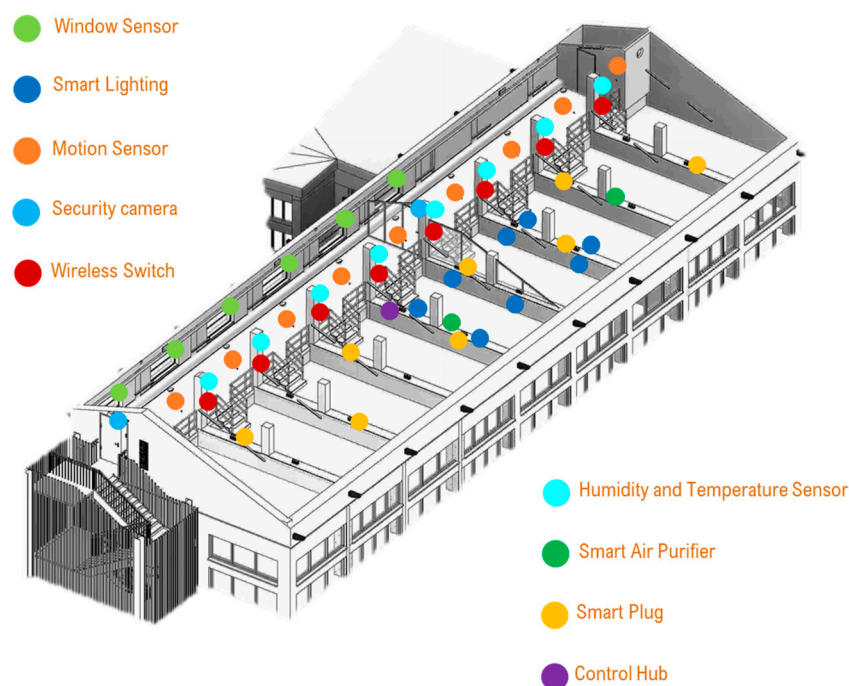 Window Sensor
Smart Lighting
Motion Sensor
Security camera
Wireless Switch
Humidity and Temperature Sensor
Smart Air Purifier
Smart Plug
Control Hub